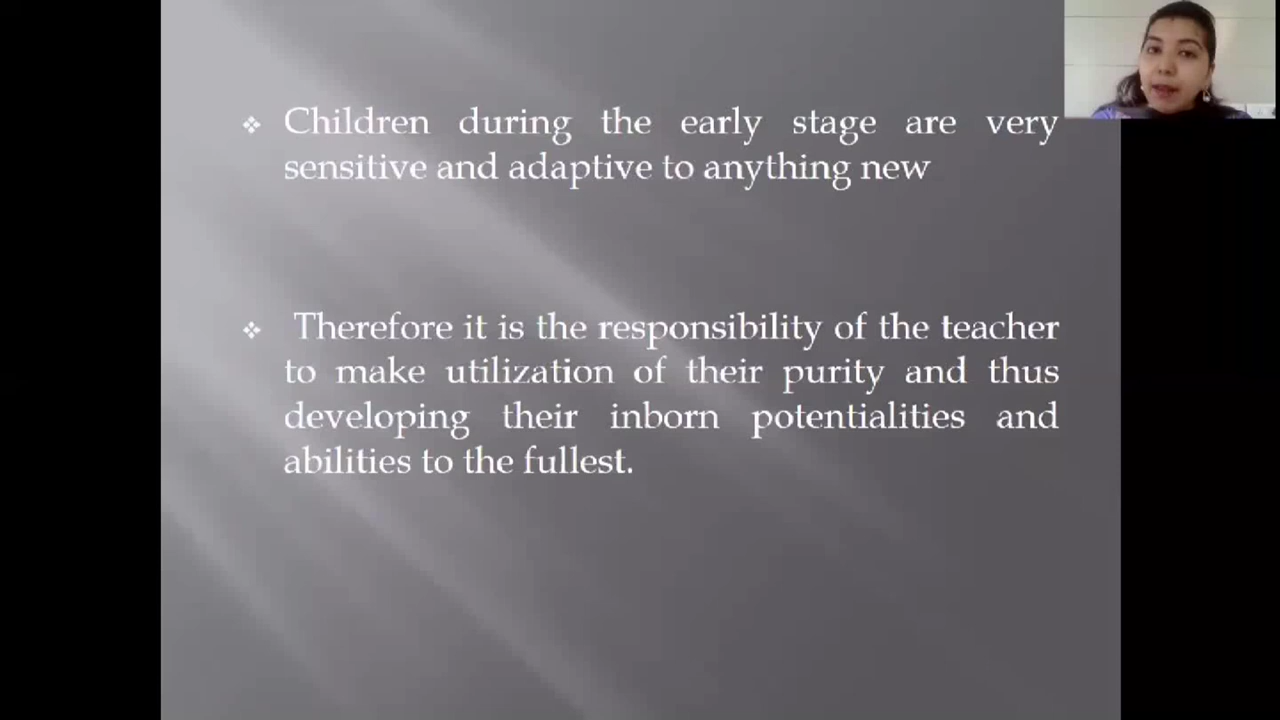 ❖ Children during the early stage are very
sensitive and adaptive to anything new
❖ Therefore it is the responsibility of the teacher
to make utilization of their purity and thus
developing their inborn potentialities and
abilities to the fullest.